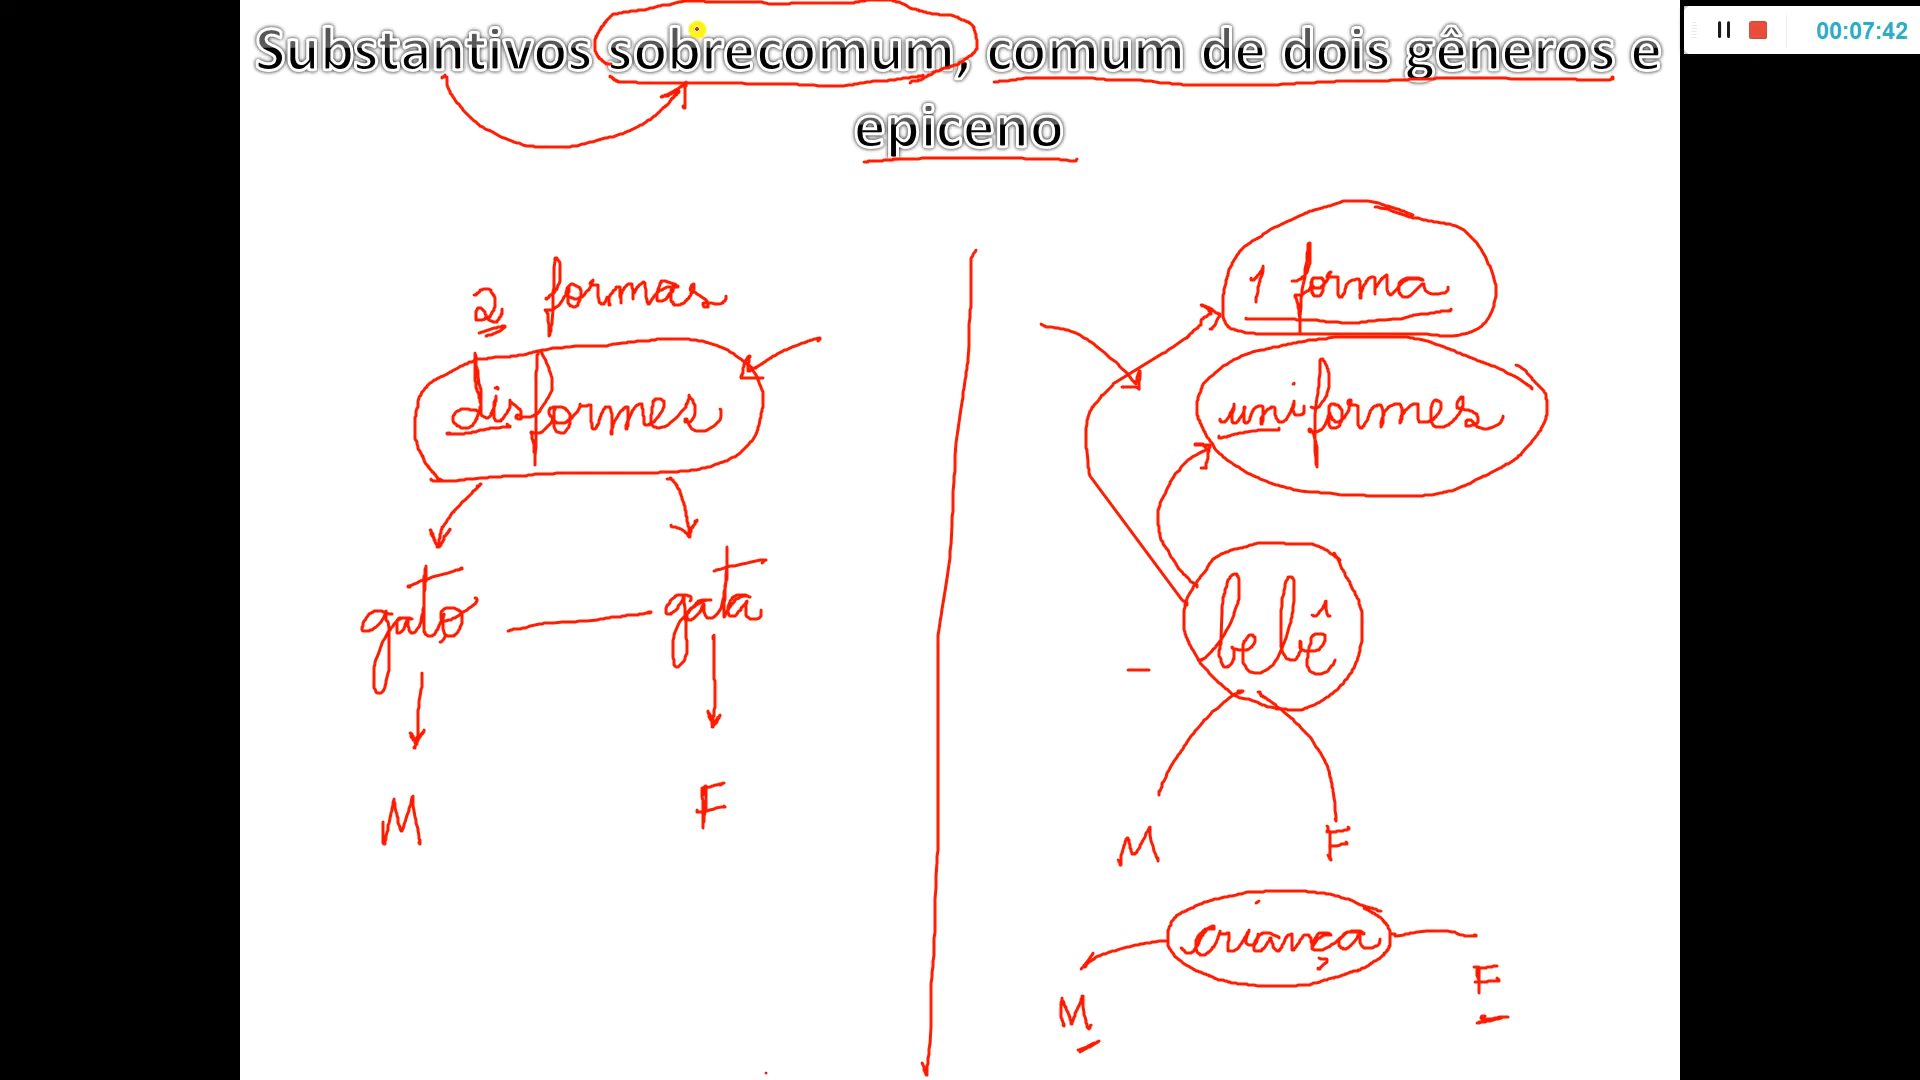 Substantivos sobrecomum, comum de dois gêneros e
epiceno
00:07:42
2 formas
disformes
gato
gata
M
F
1 forma
uniformes
bebê
M
F
criança
M
F